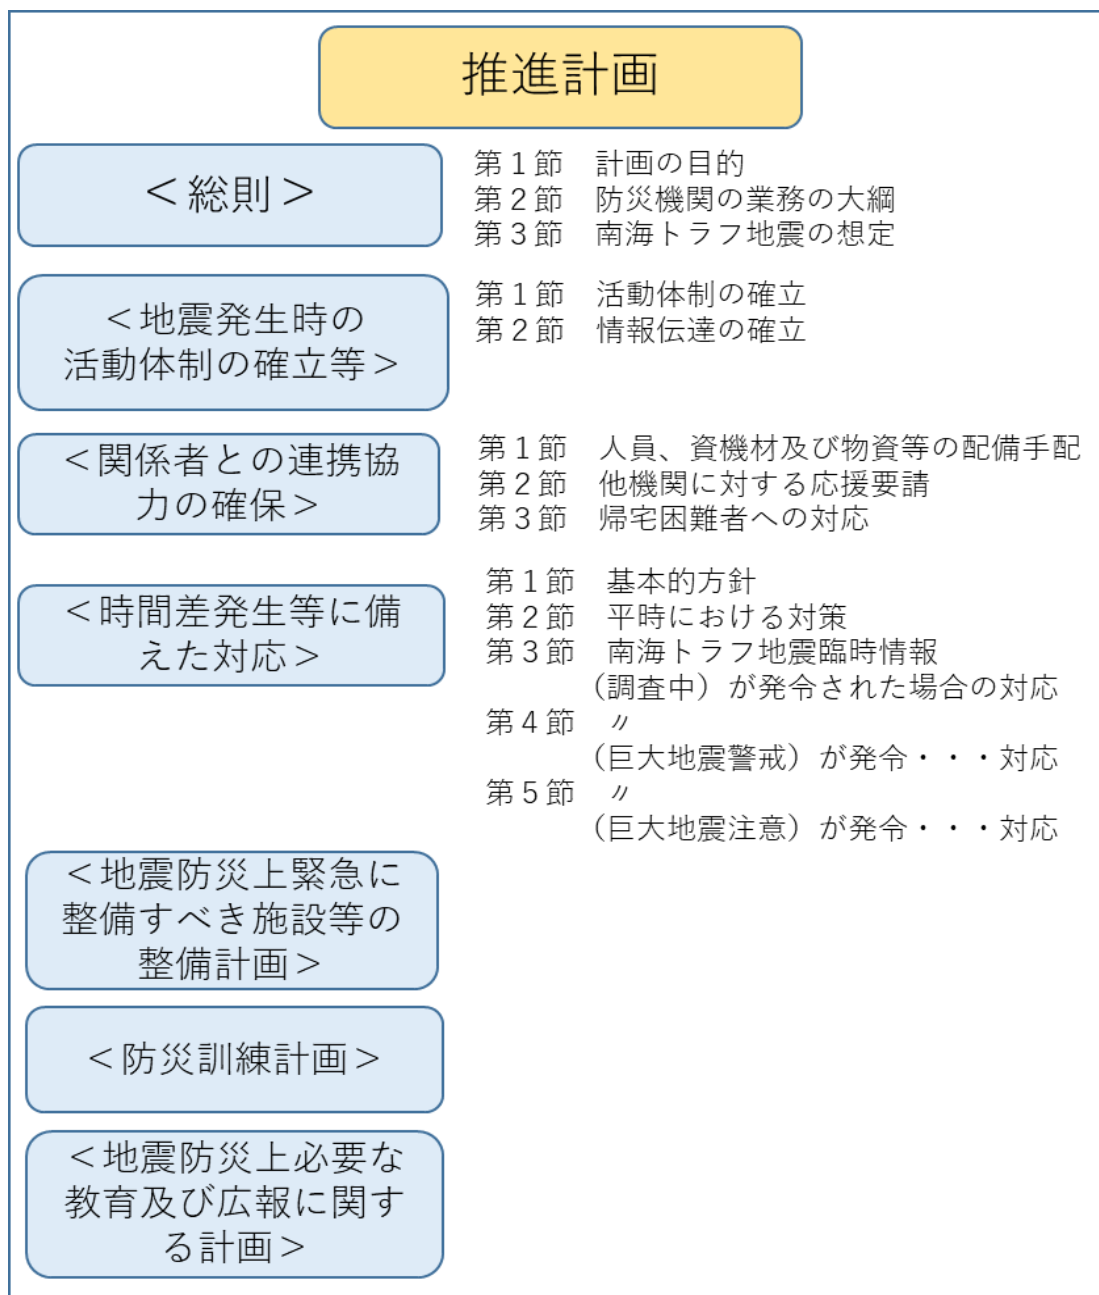 推進計画
＜総則＞
第１節　計画の目的
第２節　防災機関の業務の大綱
第３節　南海トラフ地震の想定
＜地震発生時の
活動体制の確立等＞
第１節　活動体制の確立
第２節　情報伝達の確立
＜関係者との連携協
力の確保＞
第１節　人員、資機材及び物資等の配備手配
第２節　他機関に対する応援要請
第３節　帰宅困難者への対応
＜時間差発生等に備
えた対応＞
第１節　基本的方針
第２節　平時における対策
第３節　南海トラフ地震臨時情報
（調査中）が発令された場合の対応
第４節　〃
（巨大地震警戒）が発令・・・対応
第５節　〃
（巨大地震注意）が発令・・・対応
＜地震防災上緊急に
整備すべき施設等の
整備計画＞
＜防災訓練計画＞
＜地震防災上必要な
教育及び広報に関す
る計画＞